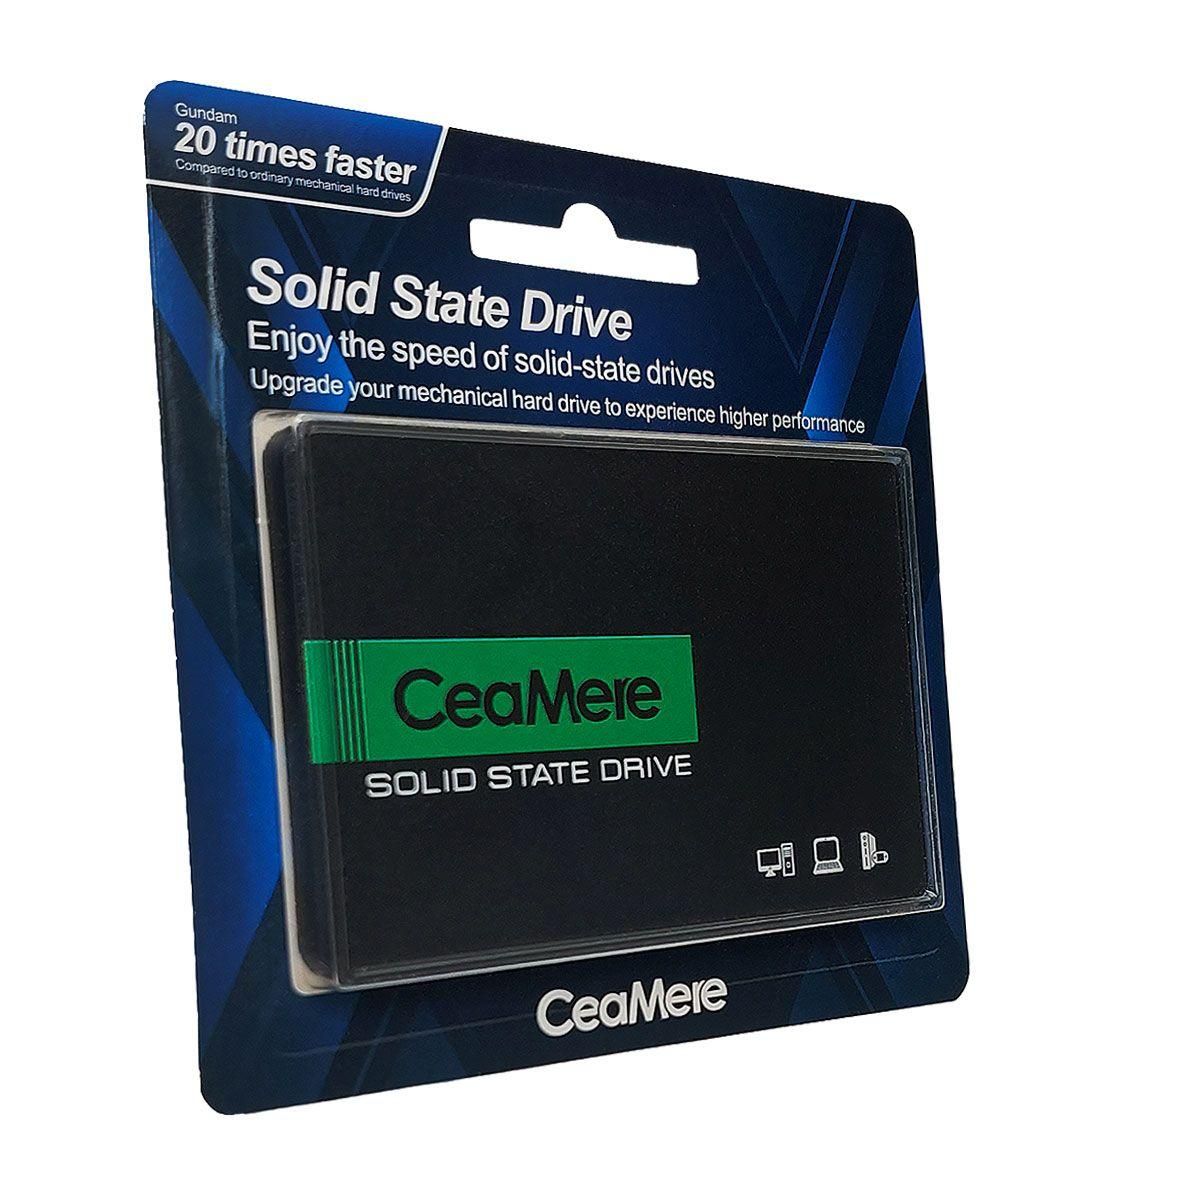 Gundam
20 times faster
Compared to ordinary mechanical hard drives
Solid State Drive
Enjoy the speed of solid-state drives
Upgrade your mechanical hard drive to experience higher performance
CeaMere
SOLID STATE DRIVE
CeaMere